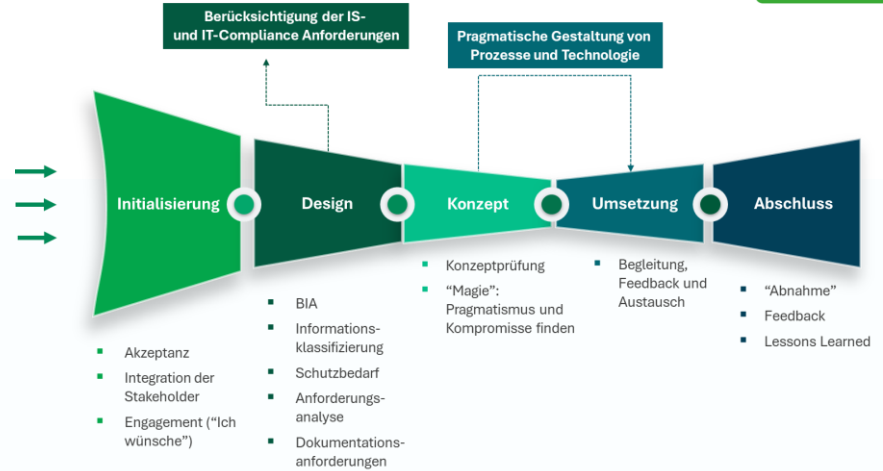 Berücksichtigung der IS-
und IT-Compliance Anforderungen
Pragmatische Gestaltung von
Prozesse und Technologie
Initialisierung
Design
Konzept
Umsetzung
Abschluss
▪ Akzeptanz
▪ Integration der
Stakeholder
▪ Engagement (“Ich
wünsche”)
▪ BIA
▪ Informations-
klassifizierung
▪ Schutzbedarf
▪ Anforderungs-
analyse
▪ Dokumentations-
anforderungen
▪ Konzeptprüfung
▪ “Magie”:
Pragmatismus und
Kompromisse finden
▪ Begleitung,
Feedback und
Austausch
▪ “Abnahme”
▪ Feedback
▪ Lessons Learned